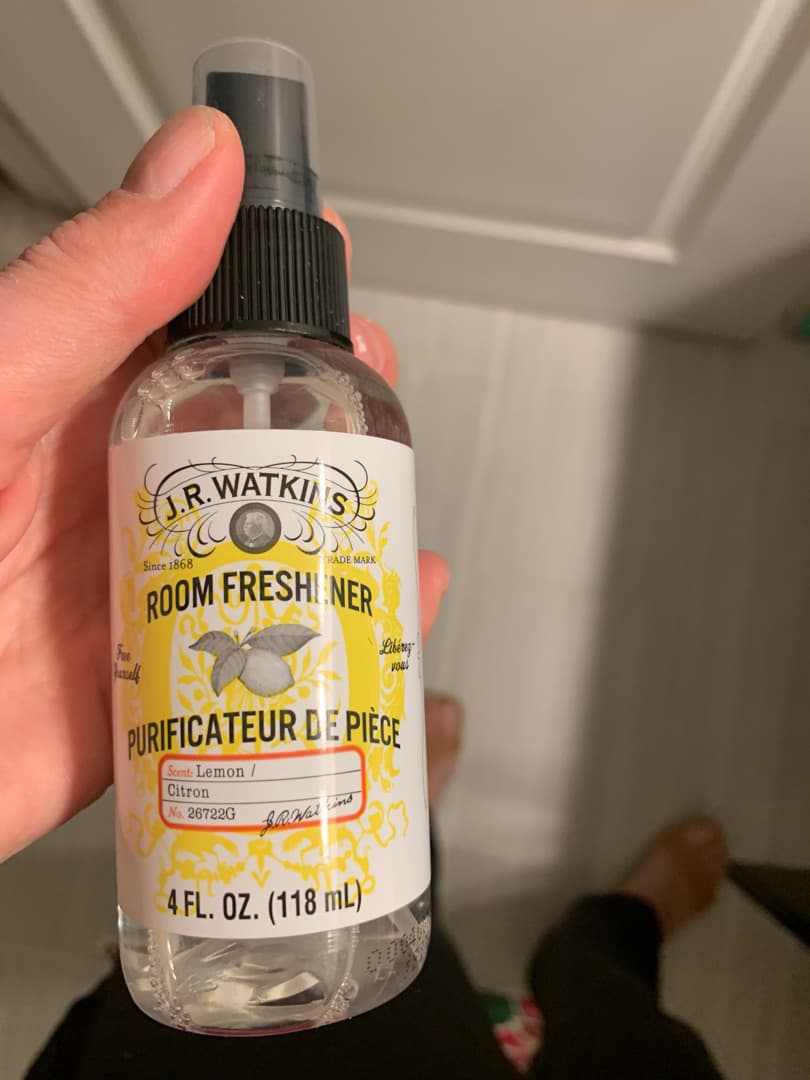 J.R. WATKINS
Since 1868
TRADE MARK
ROOM FRESHENER
Free
Yourself
Libérez-
vous
PURIFICATEUR DE PIÈCE
Scent: Lemon /
Citron
No. 26722G
J.R. Watkins
4 FL. OZ. (118 mL)